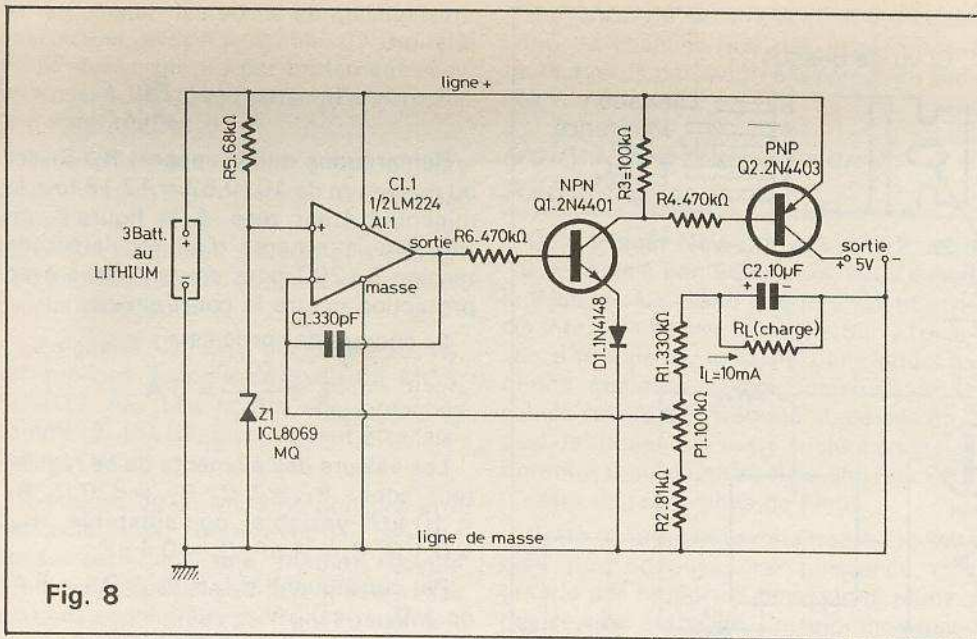 ligne +
3Batt.
au
LITHIUM
R5.68kΩ
CI.1
1/2LM224
AI.1
+
-
sortie
masse
C1.330pF
Z1
ICL8069
MQ
R6.470kΩ
NPN
Q1.2N4401
D1.1N4148
R3=100kΩ
R4.470kΩ
PNP
Q2.2N4403
sortie
+ 5V -
C2.10µF
+ -
RL(charge)
IL=10mA
R1.330kΩ
P1.100kΩ
R2.81kΩ
ligne de masse
Fig. 8